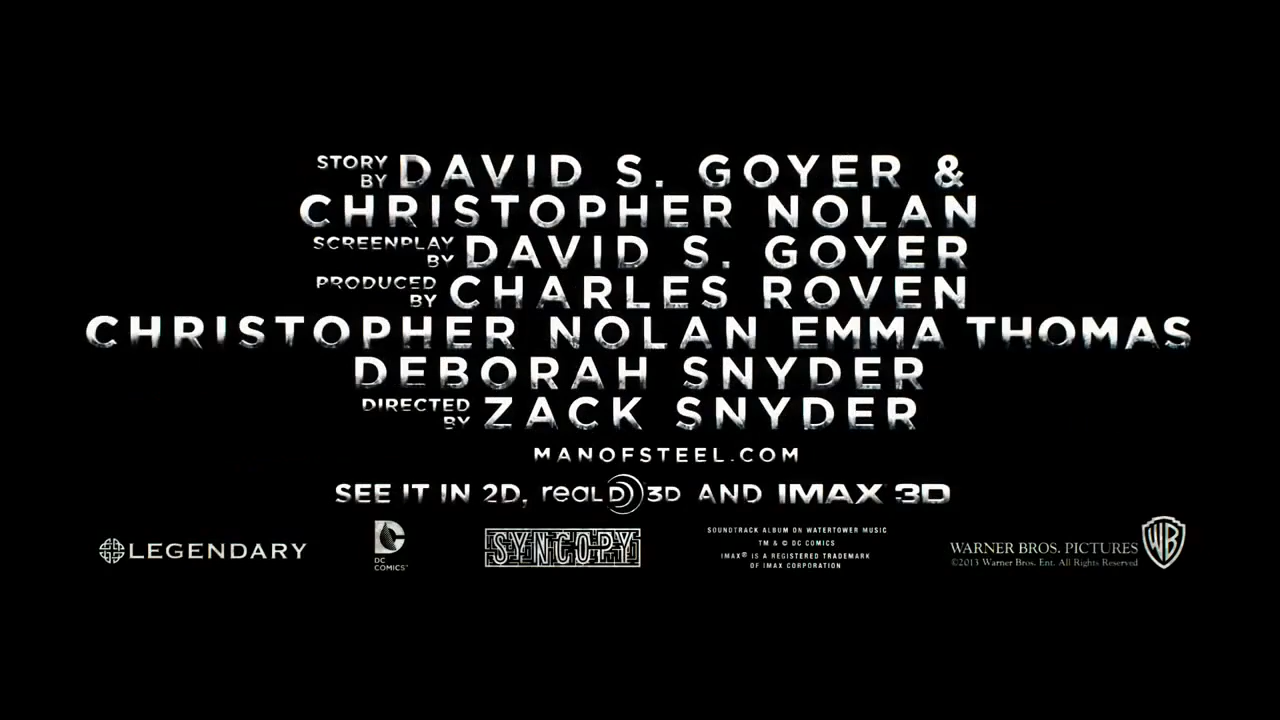 STORY BY DAVID S. GOYER &
CHRISTOPHER NOLAN
SCREENPLAY BY DAVID S. GOYER
PRODUCED BY CHARLES ROVEN
CHRISTOPHER NOLAN EMMA THOMAS
DEBORAH SNYDER
DIRECTED BY ZACK SNYDER
MANOFSTEEL.COM
SEE IT IN 2D, REAL D 3D AND IMAX 3D
LEGENDARY
DC
COMICS™
SYNCOPY
SOUNDTRACK ALBUM ON WATERTOWER MUSIC
TM & © DC COMICS
IMAX® IS A REGISTERED TRADEMARK
OF IMAX CORPORATION
WARNER BROS. PICTURES
©2013 Warner Bros. Ent. All Rights Reserved
WB